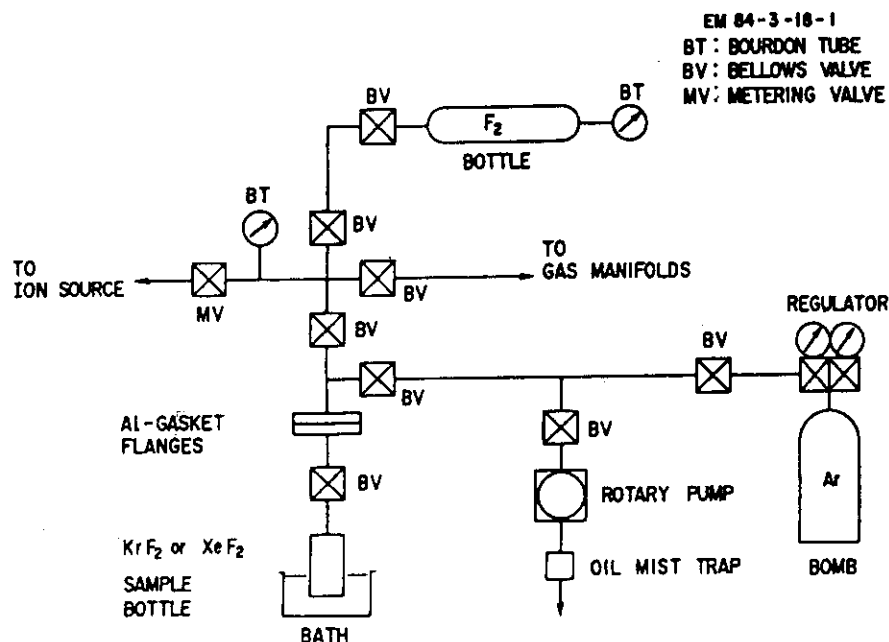 EM 84-3-18-1
BT : BOURDON TUBE
BV : BELLOWS VALVE
MV : METERING VALVE
BV
F₂
BT
BOTTLE
BT
BV
TO
ION SOURCE
TO
GAS MANIFOLDS
MV
BV
REGULATOR
BV
BV
BV
Al-GASKET
FLANGES
BV
BV
ROTARY PUMP
Ar
KrF₂ or XeF₂
SAMPLE
BOTTLE
OIL MIST TRAP
BOMB
BATH